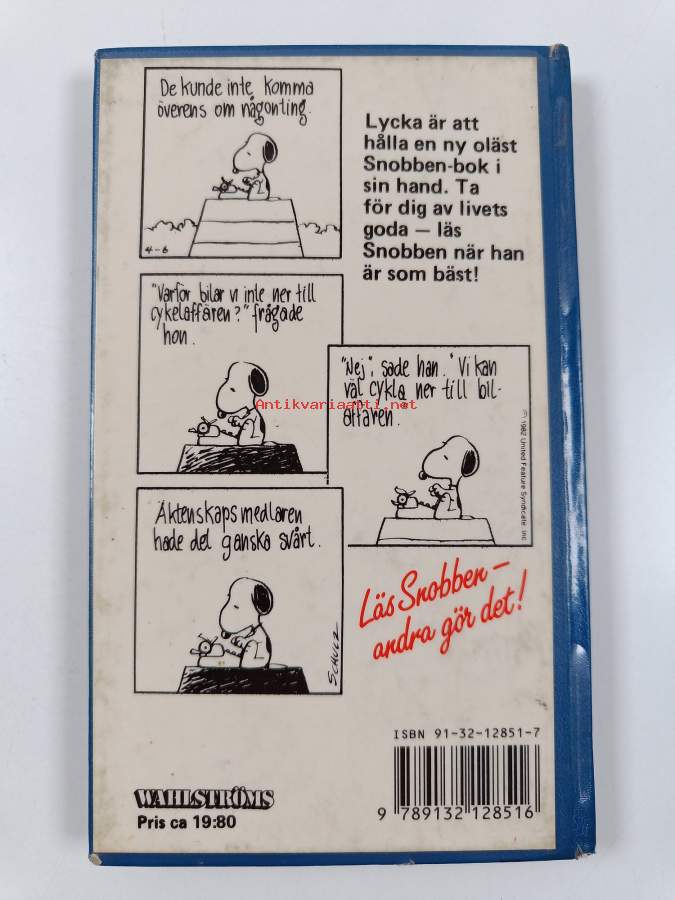 De kunde inte komma
överens om någonting.
4-6
"Varför bilar vi inte ner till
cykelaffären?" frågade
hon.
"Nej", sade han. "Vi kan
väl cykla ner till bil-
affären.
© 1982 United Feature Syndicate, Inc
Äktenskapsmedlaren
hade det ganska svårt.
SCHULZ
Lycka är att
hålla en ny oläst
Snobben-bok i
sin hand. Ta
för dig av livets
goda — läs
Snobben när han
är som bäst!
Antikvariaatti.net
Läs Snobben —
andra gör det!
ISBN 91-32-12851-7
9 789132 128516
WAHLSTRÖMS
Pris ca 19:80